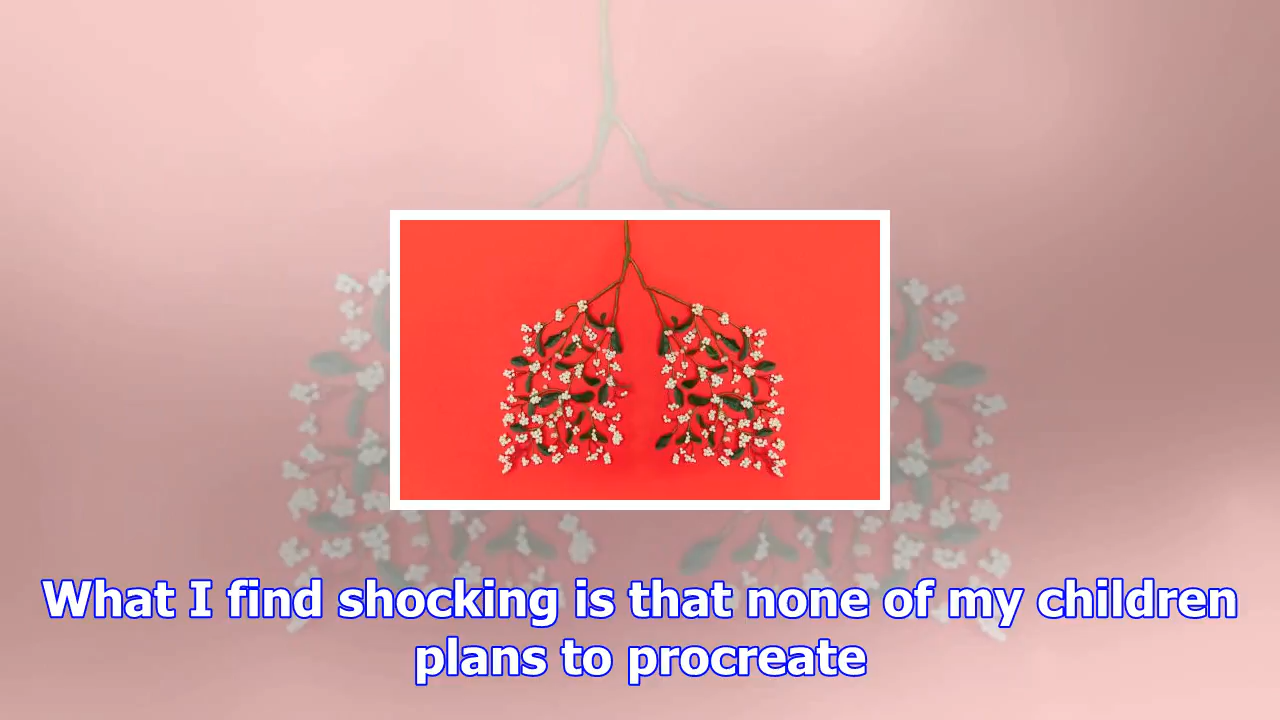 What I find shocking is that none of my children
plans to procreate